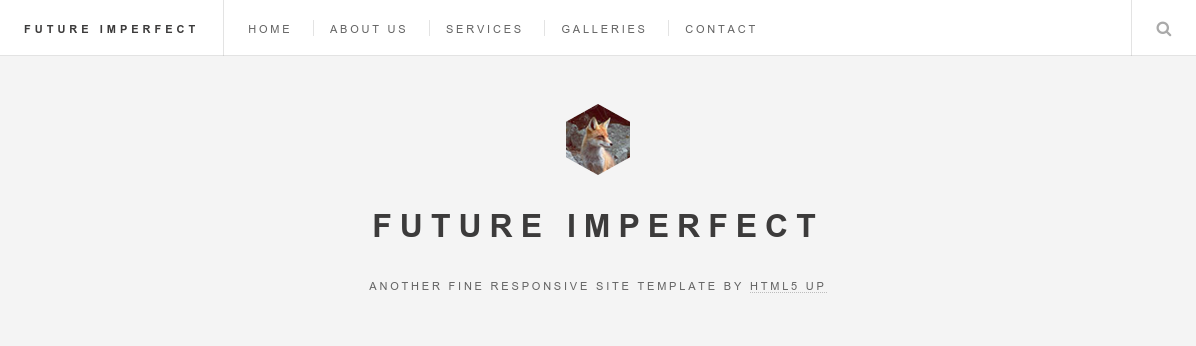 FUTURE IMPERFECT HOME ABOUT US SERVICES GALLERIES CONTACT
FUTURE IMPERFECT
ANOTHER FINE RESPONSIVE SITE TEMPLATE BY HTML5 UP